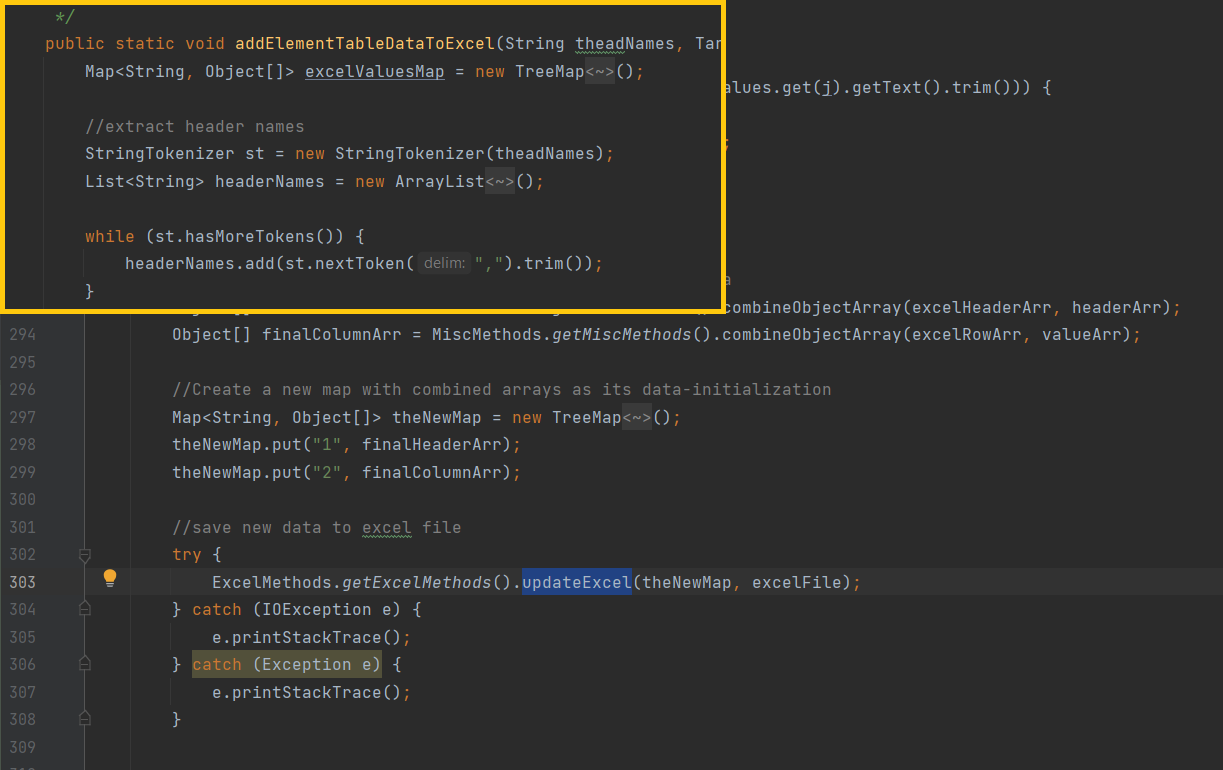 */
public static void addElementTableDataToExcel(String theadNames, Tar
Map<String, Object[]> excelValuesMap = new TreeMap<~>();
//extract header names
StringTokenizer st = new StringTokenizer(theadNames);
List<String> headerNames = new ArrayList<~>();
while (st.hasMoreTokens()) {
headerNames.add(st.nextToken( delim: ",").trim());
}
alues.get(j).getText().trim())) {
;
a
combineObjectArray(excelHeaderArr, headerArr);
294 Object[] finalColumnArr = MiscMethods.getMiscMethods().combineObjectArray(excelRowArr, valueArr);
295
296 //Create a new map with combined arrays as its data-initialization
297 Map<String, Object[]> theNewMap = new TreeMap<~>();
298 theNewMap.put("1", finalHeaderArr);
299 theNewMap.put("2", finalColumnArr);
300
301 //save new data to excel file
302 try {
303 ExcelMethods.getExcelMethods().updateExcel(theNewMap, excelFile);
304 } catch (IOException e) {
305 e.printStackTrace();
306 } catch (Exception e) {
307 e.printStackTrace();
308 }
309